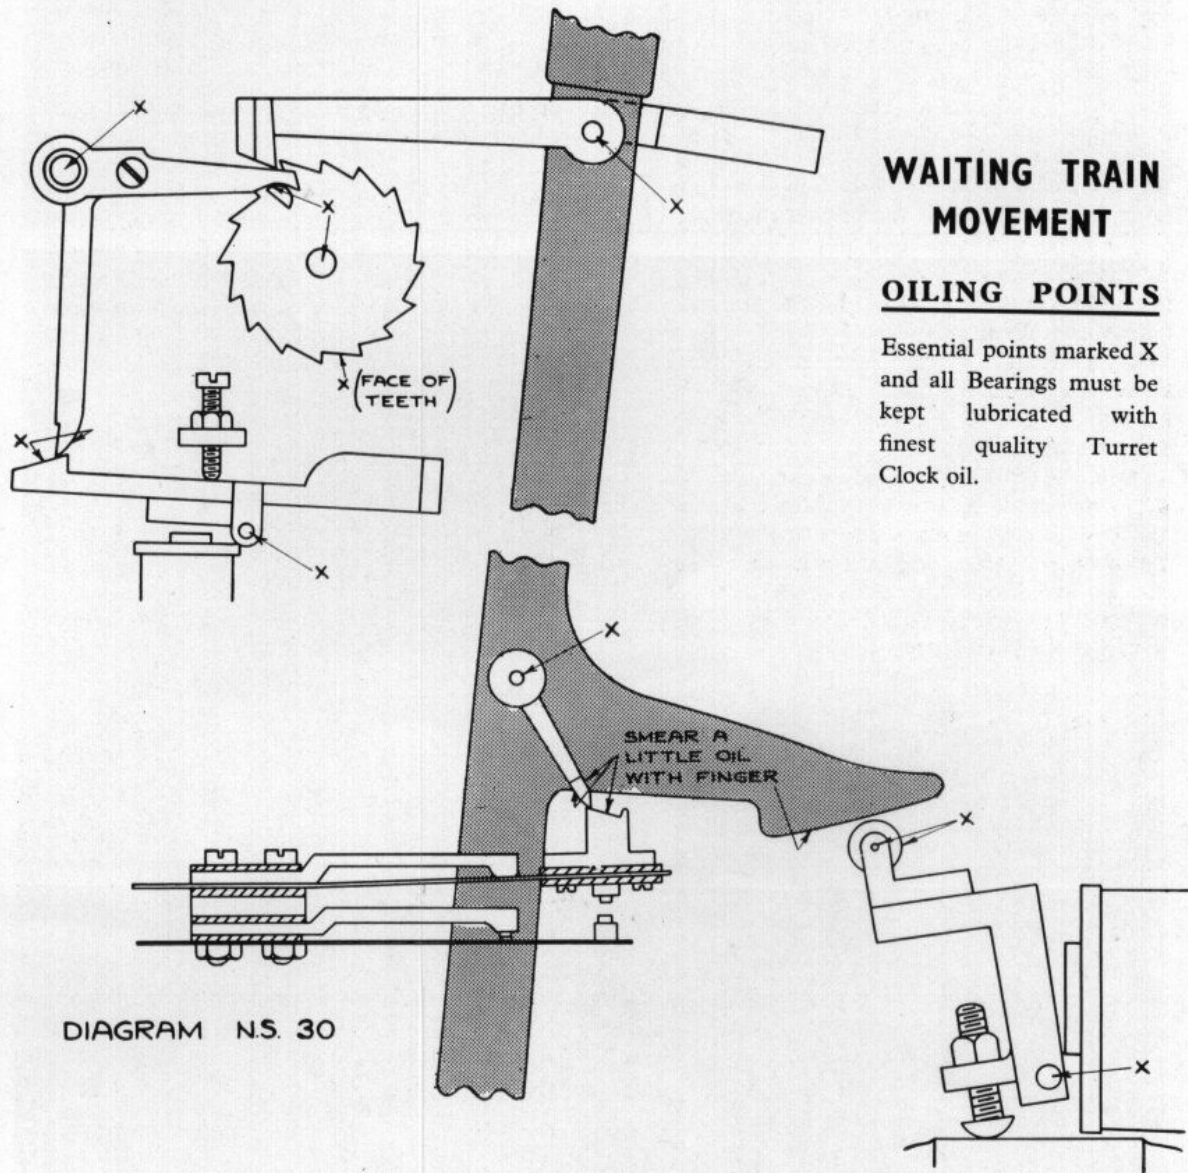 WAITING TRAIN
MOVEMENT
OILING POINTS
Essential points marked X
and all Bearings must be
kept lubricated with
finest quality Turret
Clock oil.
X
X
X
X (FACE OF
TEETH)
X
X
X
SMEAR A
LITTLE OIL
WITH FINGER
X
X
DIAGRAM N.S. 30